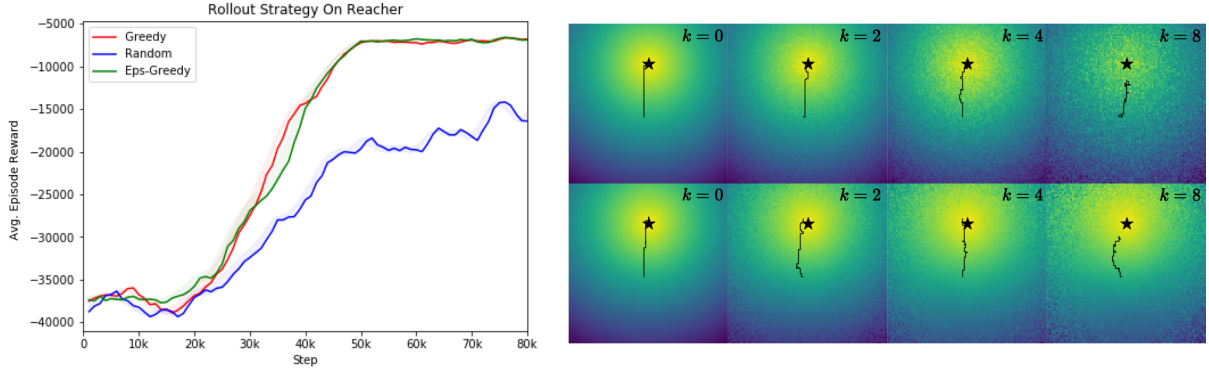 Rollout Strategy On Reacher
Greedy
Random
Eps-Greedy
Avg. Episode Reward
-5000
-10000
-15000
-20000
-25000
-30000
-35000
-40000
0 10k 20k 30k 40k 50k 60k 70k 80k
Step
k = 0 k = 2 k = 4 k = 8
k = 0 k = 2 k = 4 k = 8